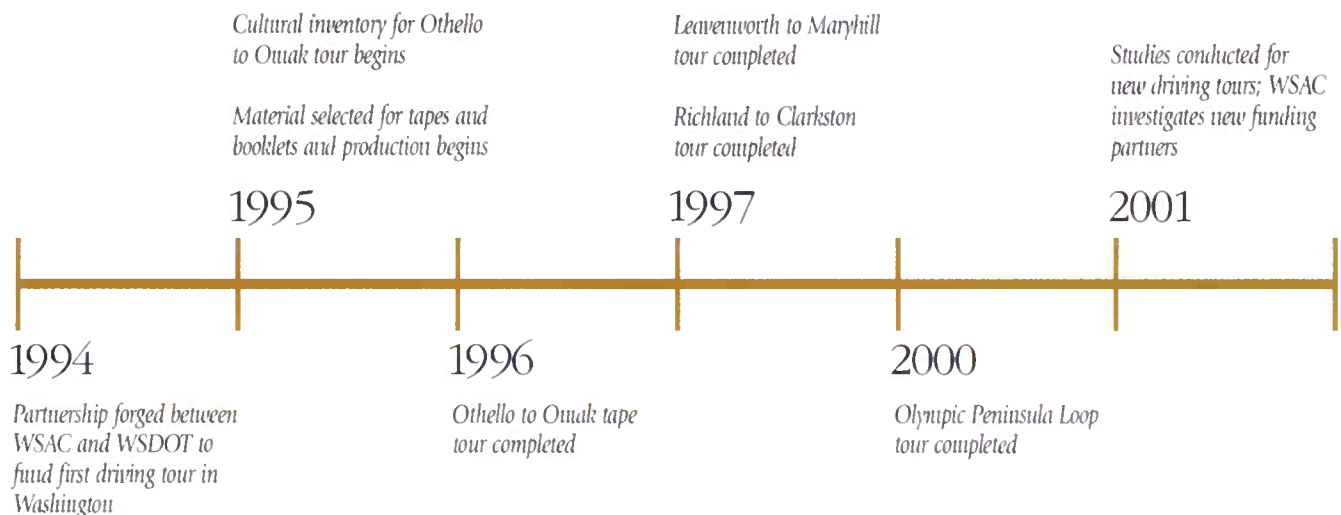 Cultural inventory for Othello
to Omak tour begins
Material selected for tapes and
booklets and production begins
1995
Leavenworth to Maryhill
tour completed
Richland to Clarkston
tour completed
1997
Studies conducted for
new driving tours; WSAC
investigates new funding
partners
2001
1994
Partnership forged between
WSAC and WSDOT to
fund first driving tour in
Washington
1996
Othello to Omak tape
tour completed
2000
Olympic Peninsula Loop
tour completed